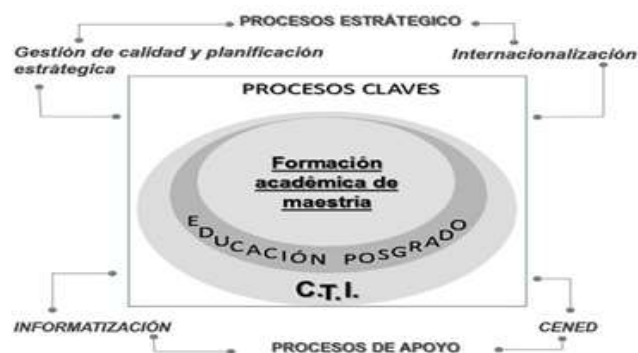 PROCESOS ESTRÁTEGICO
Gestión de calidad y planificación
estrágegica
Internacionalización
PROCESOS CLAVES
Formación
acadêmica de
maestria
EDUCACIÓN POSGRADO
C.T.I.
INFORMATIZACIÓN
CENED
PROCESOS DE APOYO